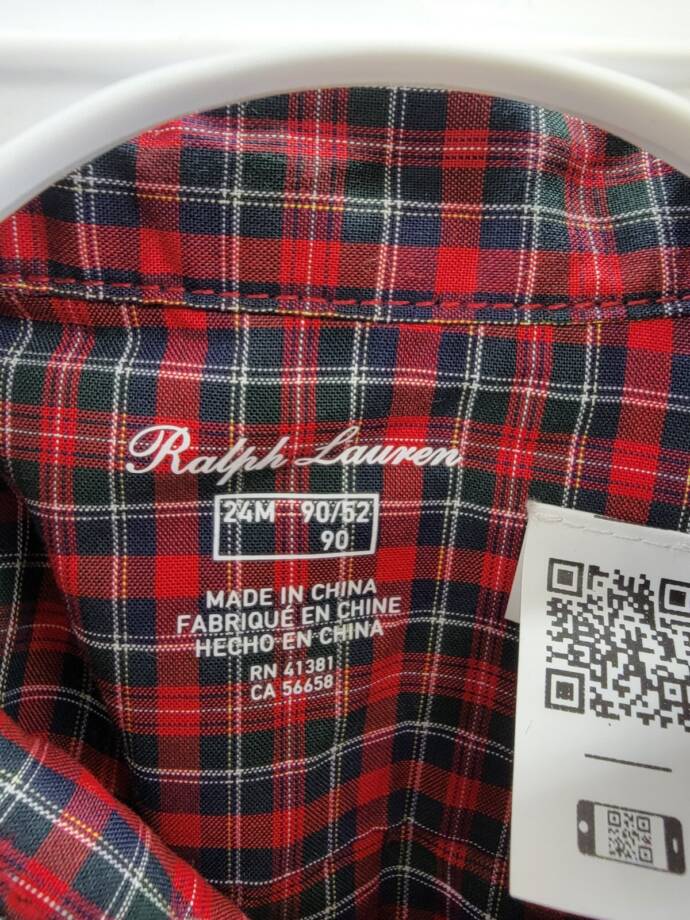 Ralph Lauren
24M 90/52
90
MADE IN CHINA
FABRIQUÉ EN CHINE
HECHO EN CHINA
RN 41381
CA 56658